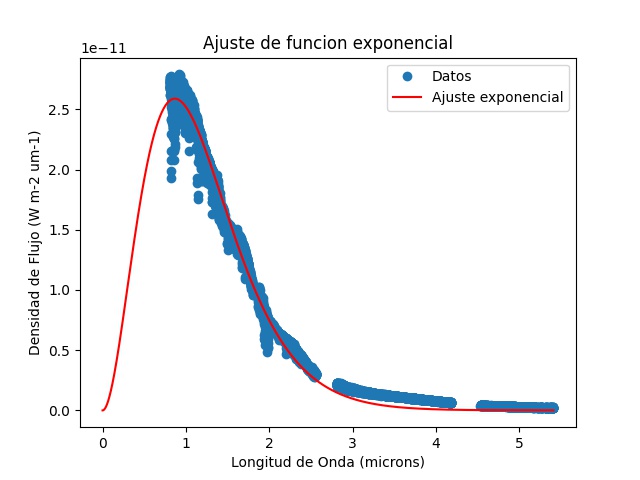 Ajuste de funcion exponencial
1e−11
Datos
Ajuste exponencial
2.5
2.0
1.5
1.0
0.5
0.0
Densidad de Flujo (W m-2 um-1)
0 1 2 3 4 5
Longitud de Onda (microns)